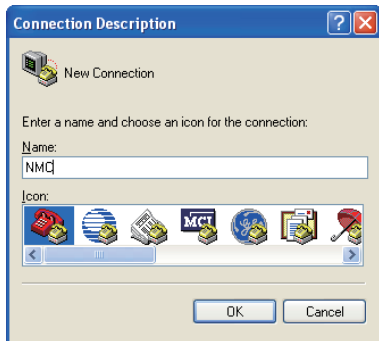 Connection Description
New Connection
Enter a name and choose an icon for the connection:
Name:
NMC
Icon:
MCI
OK Cancel